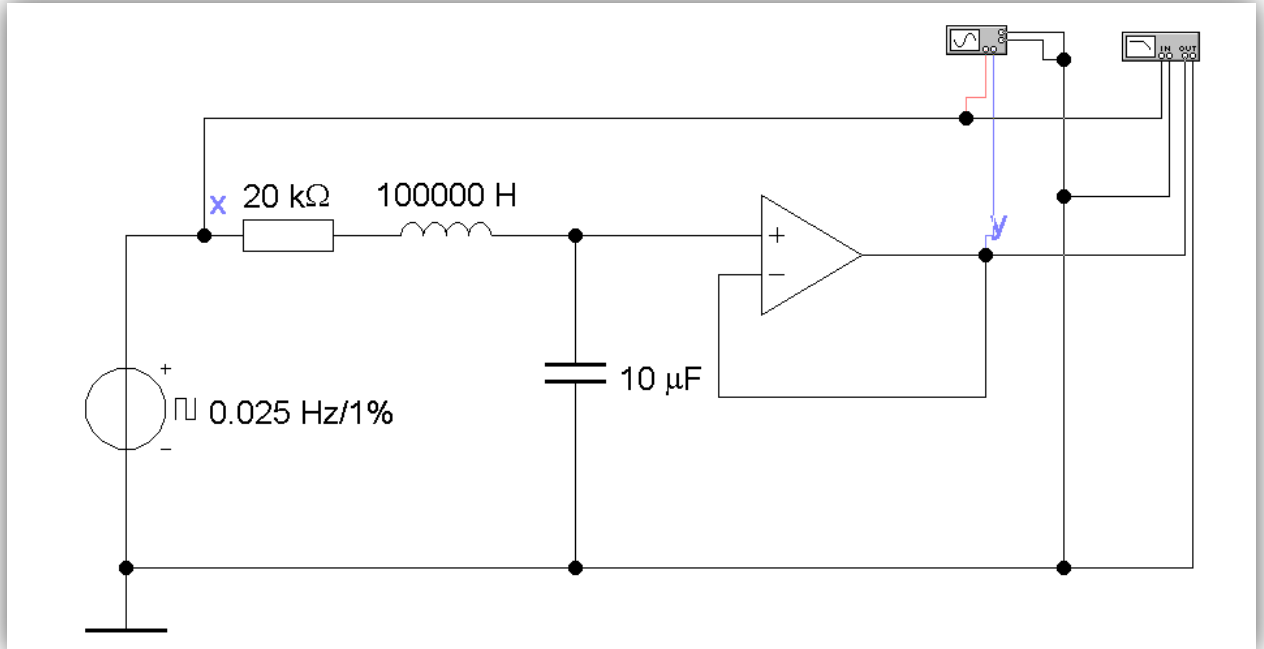 IN OUT
x 20 kΩ 100000 H
y
+
−
+
10 μF
0.025 Hz/1%
−